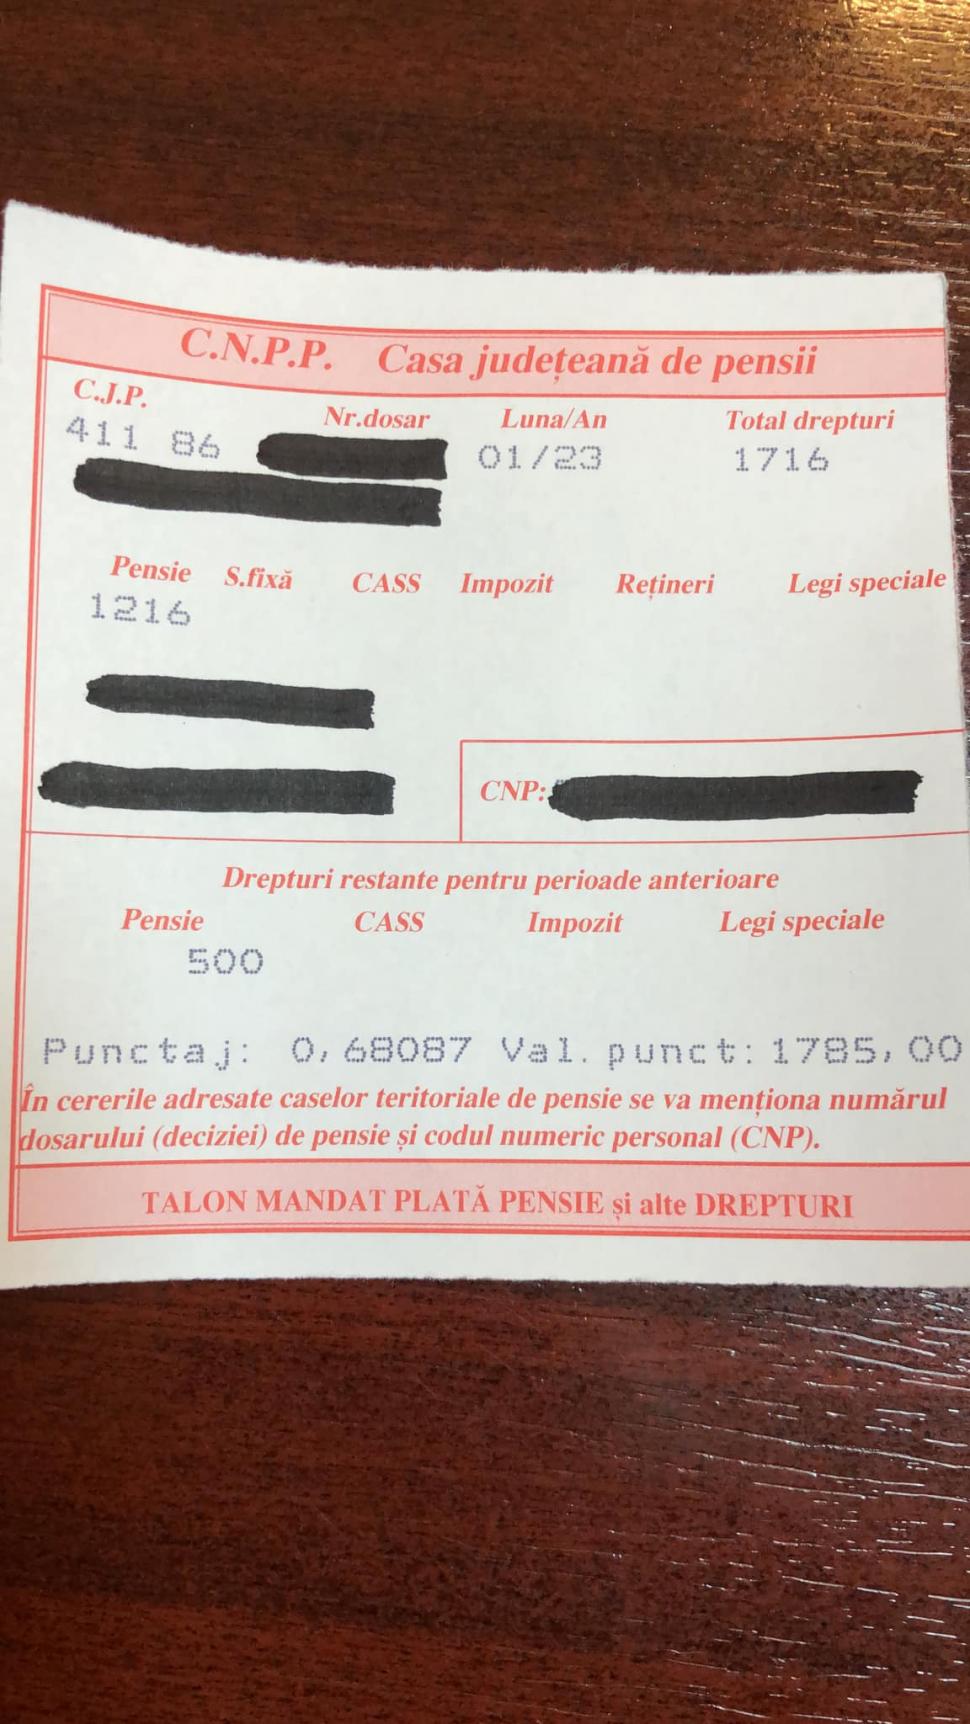 C.N.P.P. Casa județeană de pensii
C.J.P. Nr.dosar Luna/An Total drepturi
411 86 01/23 1716
Pensie S.fixă CASS Impozit Rețineri Legi speciale
1216
CNP:
Drepturi restante pentru perioade anterioare
Pensie CASS Impozit Legi speciale
500
Punctaj: 0,68087 Val. punct: 1785,00
În cererile adresate caselor teritoriale de pensie se va menționa numărul
dosarului (deciziei) de pensie și codul numeric personal (CNP).
TALON MANDAT PLATĂ PENSIE și alte DREPTURI